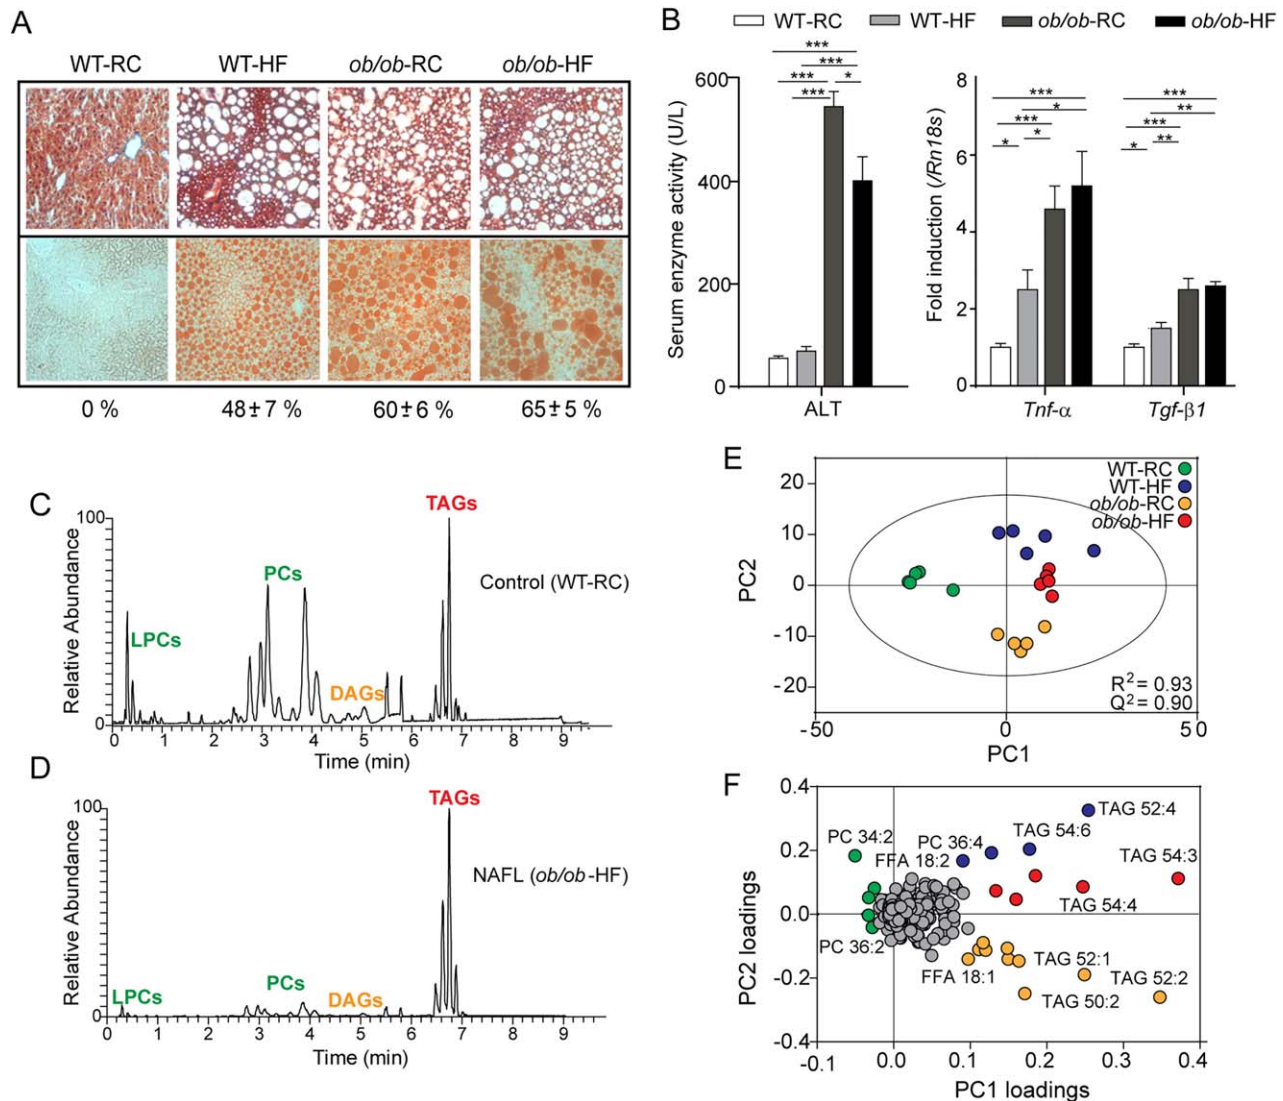 A
WT-RC WT-HF ob/ob-RC ob/ob-HF
0 % 48±7 % 60±6 % 65±5 %
B
WT-RC WT-HF ob/ob-RC ob/ob-HF
Serum enzyme activity (U/L)
600
400
200
0
***
***
*** *
***
ALT
Fold induction (/Rn18s)
8
6
4
2
0
***
*
***
*
*
***
**
***
**
*
Tnf-α Tgf-β1
C
Relative Abundance
100
0
LPCs
PCs
DAGs
TAGs
Control (WT-RC)
0 1 2 3 4 5 6 7 8 9
Time (min)
D
Relative Abundance
100
0
LPCs
PCs
DAGs
TAGs
NAFL (ob/ob-HF)
0 1 2 3 4 5 6 7 8 9
Time (min)
E
WT-RC
WT-HF
ob/ob-RC
ob/ob-HF
PC2
20
10
0
-10
-20
R2 = 0.93
Q2 = 0.90
-50 0 50
PC1
F
PC2 loadings
0.4
0.2
0.0
-0.2
-0.4
TAG 52:4
PC 34:2 PC 36:4 TAG 54:6
FFA 18:2 TAG 54:3
TAG 54:4
PC 36:2
FFA 18:1 TAG 52:1 TAG 52:2
TAG 50:2
-0.1 0.0 0.1 0.2 0.3 0.4
PC1 loadings